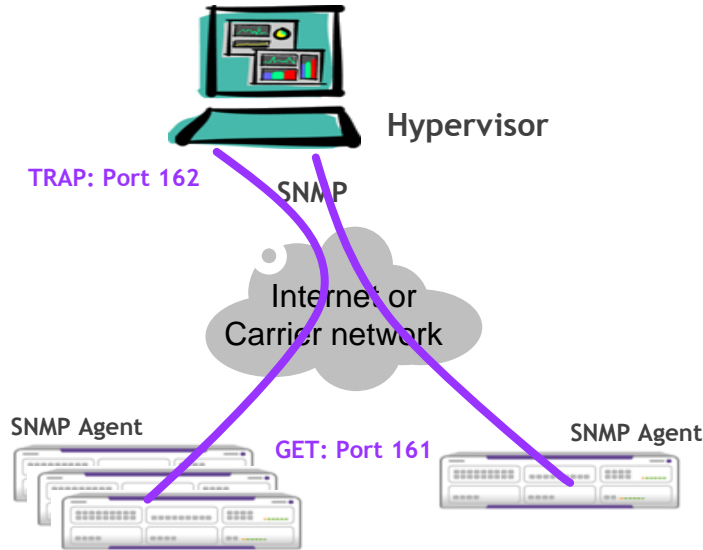 Hypervisor
TRAP: Port 162
SNMP
Internet or
Carrier network
SNMP Agent
GET: Port 161
SNMP Agent